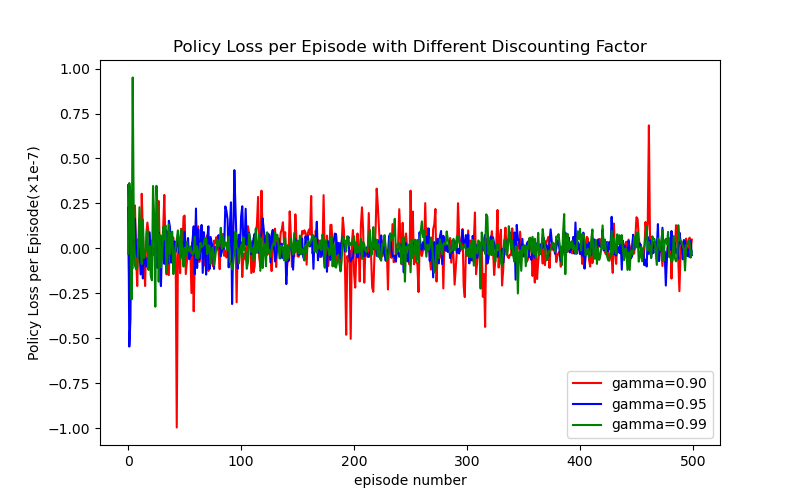 Policy Loss per Episode with Different Discounting Factor
Policy Loss per Episode(×1e-7)
1.00
0.75
0.50
0.25
0.00
−0.25
−0.50
−0.75
−1.00
gamma=0.90
gamma=0.95
gamma=0.99
0
100
200
300
400
500
episode number